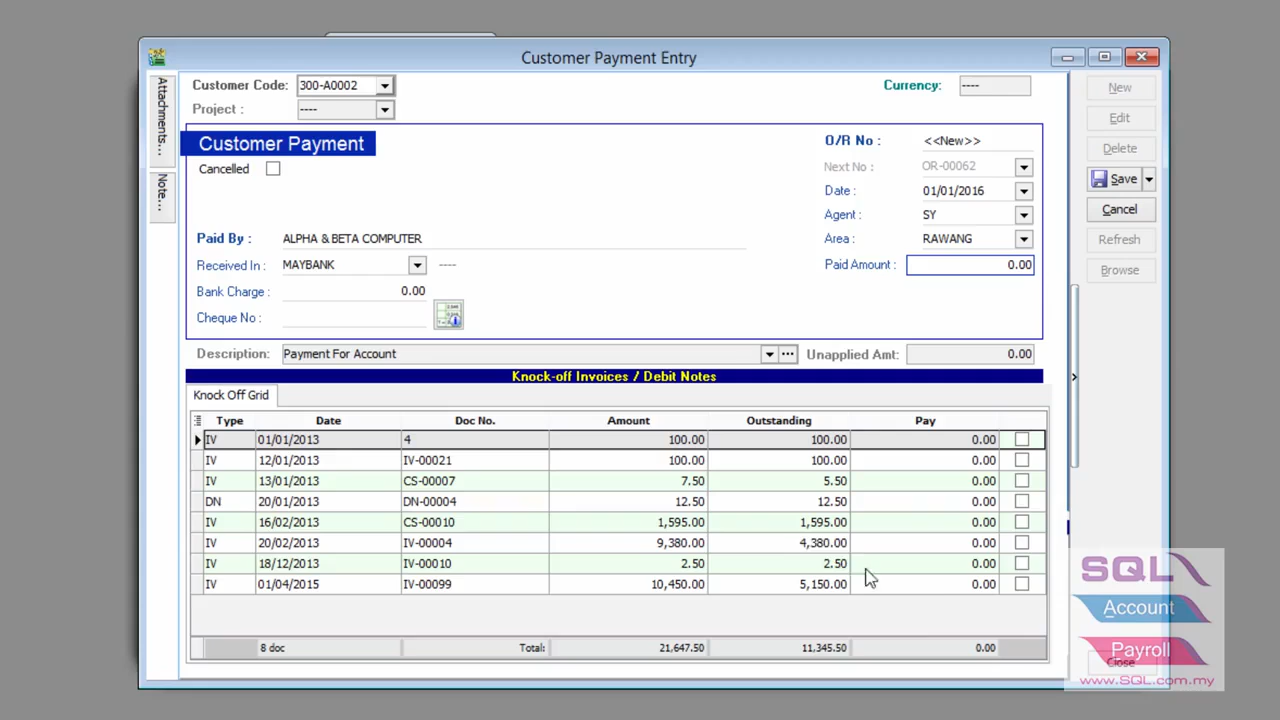 Customer Payment Entry
Attachments...
Note...
Customer Code: 300-A0002
Currency: ----
Project : ----
Customer Payment
Cancelled
O/R No : <<New>>
Next No : OR-00062
Date : 01/01/2016
Agent : SY
Paid By : ALPHA & BETA COMPUTER
Area : RAWANG
Received In : MAYBANK ----
Paid Amount : 0.00
Bank Charge : 0.00
Cheque No :
Description: Payment For Account
Unapplied Amt: 0.00
Knock-off Invoices / Debit Notes
Knock Off Grid
Type Date Doc No. Amount Outstanding Pay
IV 01/01/2013 4 100.00 100.00 0.00
IV 12/01/2013 IV-00021 100.00 100.00 0.00
IV 13/01/2013 CS-00007 7.50 5.50 0.00
DN 20/01/2013 DN-00004 12.50 12.50 0.00
IV 16/02/2013 CS-00010 1,595.00 1,595.00 0.00
IV 20/02/2013 IV-00004 9,380.00 4,380.00 0.00
IV 18/12/2013 IV-00010 2.50 2.50 0.00
IV 01/04/2015 IV-00099 10,450.00 5,150.00 0.00
8 doc Total: 21,647.50 11,345.50 0.00
New
Edit
Delete
Save
Cancel
Refresh
Browse
SQL
Account
Payroll
Close
www.SQL.com.my